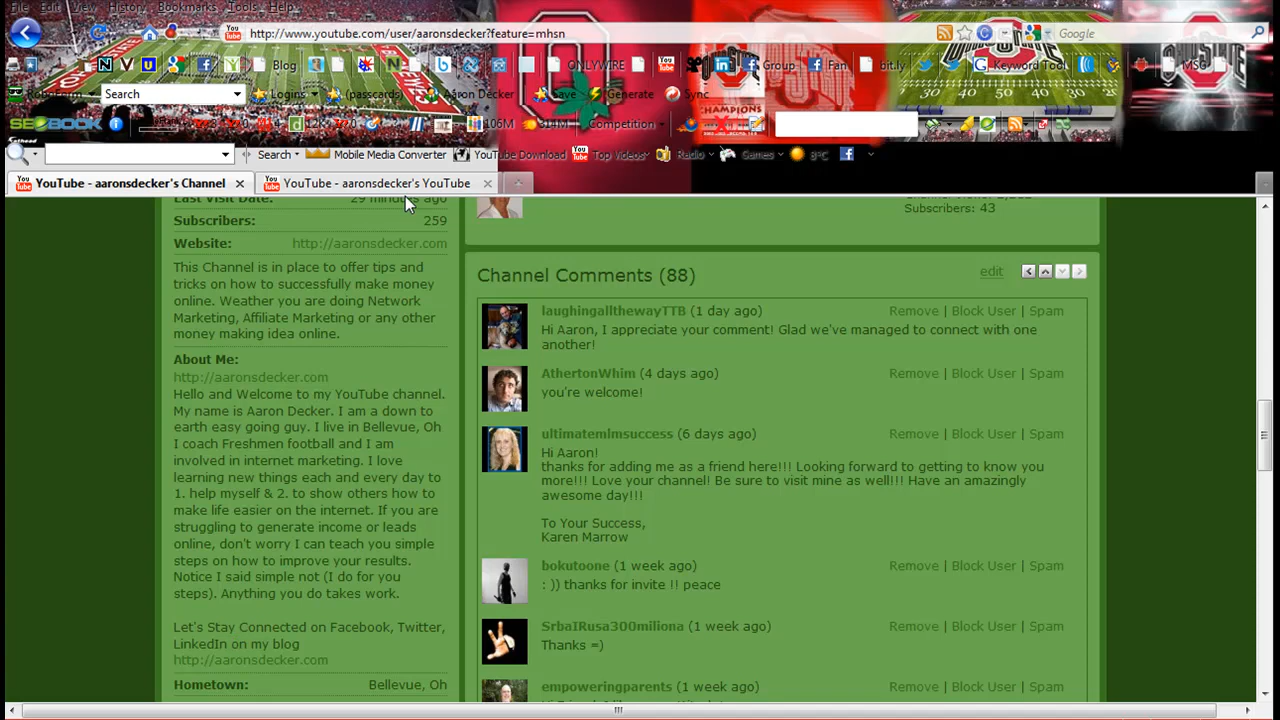 File Edit View History Bookmarks Tools Help
http://www.youtube.com/user/aaronsdecker?feature=mhsn
Google
Blog
ONLYWIRE
Group
Fan
bit.ly
Keyword Tool
MSG
Search
Logins
(passcards)
Aaron Decker
Save
Generate
Sync
CHAMPIONS
SEOBOOK
Competition
Search
Mobile Media Converter
YouTube Download
Top Videos
Radio
Games
8°C
YouTube - aaronsdecker's Channel
YouTube - aaronsdecker's YouTube
Last Visit Date: 29 minutes ago
Subscribers: 259
Website: http://aaronsdecker.com
This Channel is in place to offer tips and
tricks on how to successfully make money
online. Weather you are doing Network
Marketing, Affiliate Marketing or any other
money making idea online.
About Me:
http://aaronsdecker.com
Hello and Welcome to my YouTube channel.
My name is Aaron Decker. I am a down to
earth easy going guy. I live in Bellevue, Oh
I coach Freshmen football and I am
involved in internet marketing. I love
learning new things each and every day to
1. help myself & 2. to show others how to
make life easier on the internet. If you are
struggling to generate income or leads
online, don't worry I can teach you simple
steps on how to improve your results.
Notice I said simple not (I do for you
steps). Anything you do takes work.
Let's Stay Connected on Facebook, Twitter,
LinkedIn on my blog
http://aaronsdecker.com
Hometown: Bellevue, Oh
Subscribers: 43
Channel Comments (88)
edit
laughingallthewayTTB (1 day ago) Remove | Block User | Spam
Hi Aaron, I appreciate your comment! Glad we've managed to connect with one
another!
AthertonWhim (4 days ago) Remove | Block User | Spam
you're welcome!
ultimatemlmsuccess (6 days ago) Remove | Block User | Spam
Hi Aaron!
thanks for adding me as a friend here!!! Looking forward to getting to know you
more!!! Love your channel! Be sure to visit mine as well!!! Have an amazingly
awesome day!!!
To Your Success,
Karen Marrow
bokutoone (1 week ago) Remove | Block User | Spam
: )) thanks for invite !! peace
SrbaIRusa300miliona (1 week ago) Remove | Block User | Spam
Thanks =)
empoweringparents (1 week ago) Remove | Block User | Spam